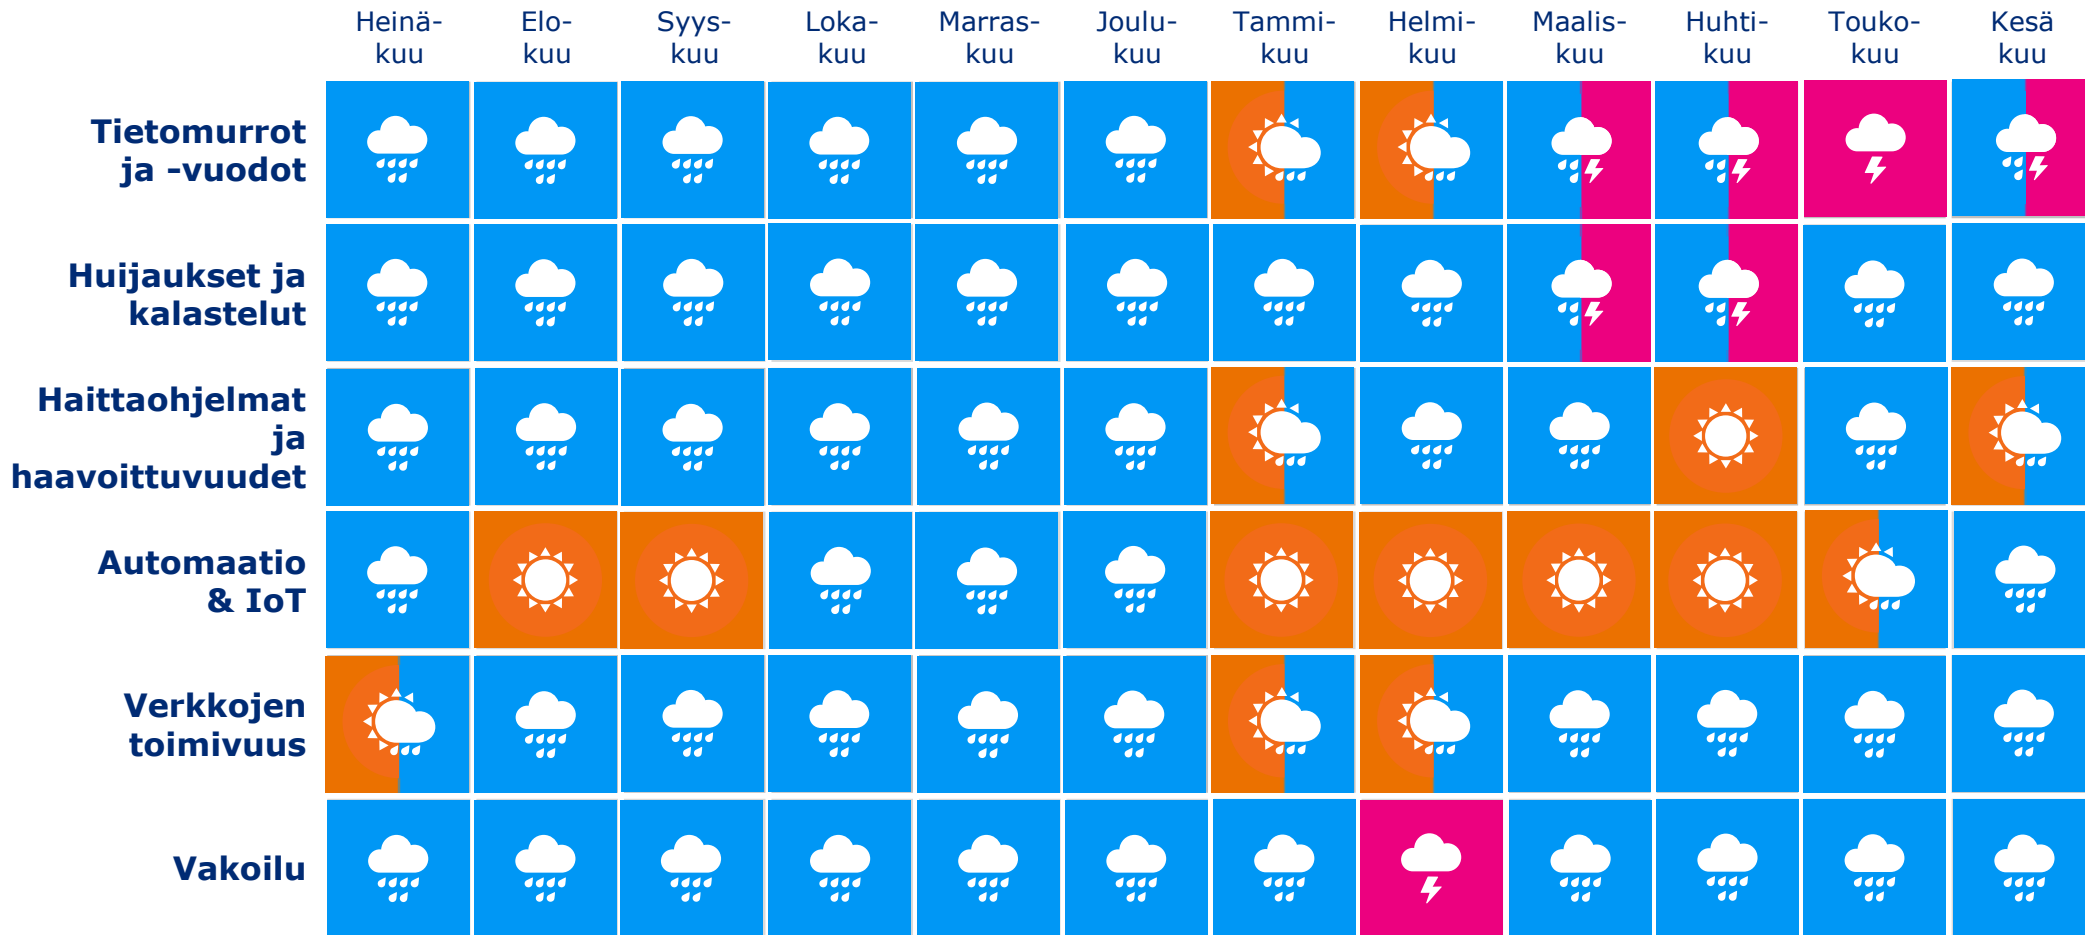 Heinä- Elo- Syys- Loka- Marras- Joulu- Tammi- Helmi- Maalis- Huhti- Touko- Kesä
kuu kuu kuu kuu kuu kuu kuu kuu kuu kuu kuu kuu
Tietomurrot
ja -vuodot
Huijaukset ja
kalastelut
Haittaohjelmat
ja
haavoittuvuudet
Automaatio
& IoT
Verkkojen
toimivuus
Vakoilu